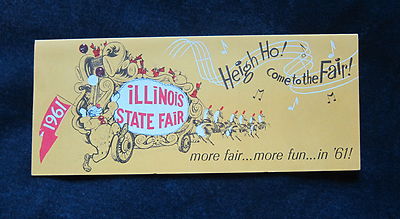 Heigh Ho!
Come to the Fair!
ILLINOIS
STATE FAIR
1961
more fair...more fun...in '61!